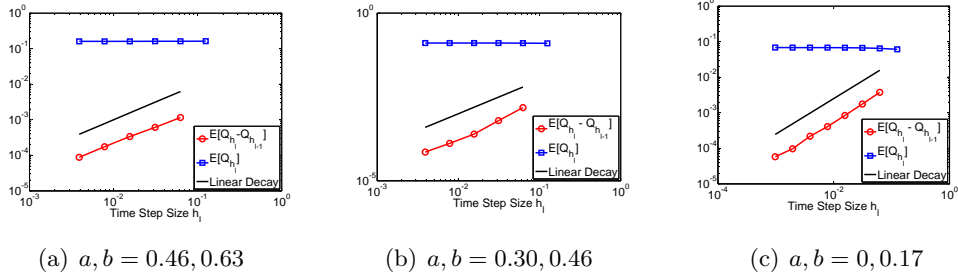 10^0
10^-1
10^-2
10^-3
10^-4
10^-5
10^-3 10^-2 10^-1 10^0
Time Step Size h_l
E[Q_{h_l}-Q_{h_{l-1}}]
E[Q_{h_l}]
Linear Decay
(a) a, b = 0.46, 0.63
10^0
10^-5
10^-3 10^-2 10^-1 10^0
Time Step Size h_l
E[Q_{h_l} - Q_{h_{l-1}}]
E[Q_{h_l}]
Linear Decay
(b) a, b = 0.30, 0.46
10^0
10^-1
10^-2
10^-3
10^-4
10^-5
10^-4 10^-2 10^0
Time Step Size h_l
E[Q_{h_l} - Q_{h_{l-1}}]
E[Q_{h_l}]
Linear Decay
(c) a, b = 0, 0.17